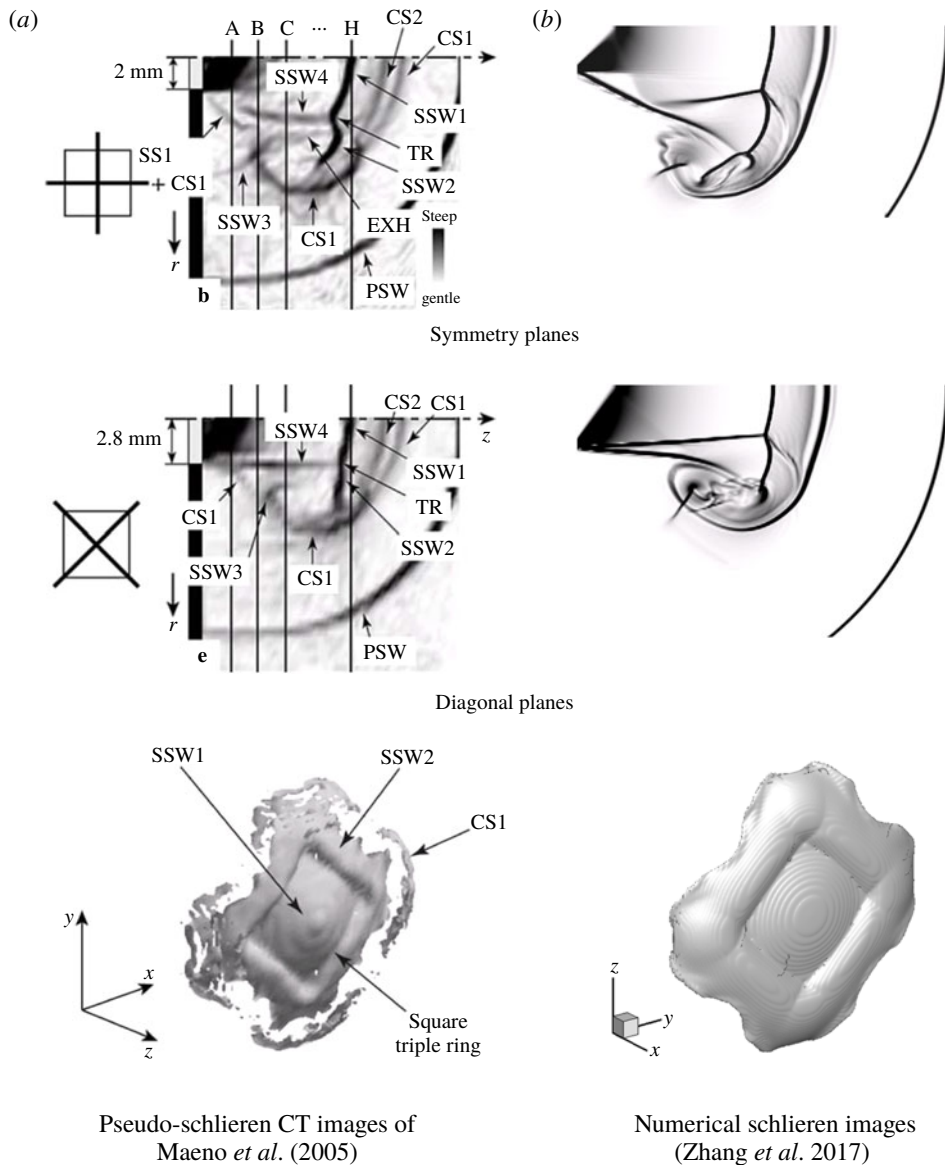 (a)
(b)
A B C ... H CS2
CS1
2 mm
SSW4
SSW1
TR
SSW2
SS1
+ CS1
SSW3
CS1
EXH
Steep
gentle
r
b
PSW
Symmetry planes
CS2
CS1
2.8 mm
SSW4
z
SSW1
TR
CS1
SSW2
SSW3
CS1
r
e
PSW
Diagonal planes
SSW1
SSW2
CS1
y
x
z
Square
triple ring
z
y
x
Pseudo-schlieren CT images of
Maeno et al. (2005)
Numerical schlieren images
(Zhang et al. 2017)